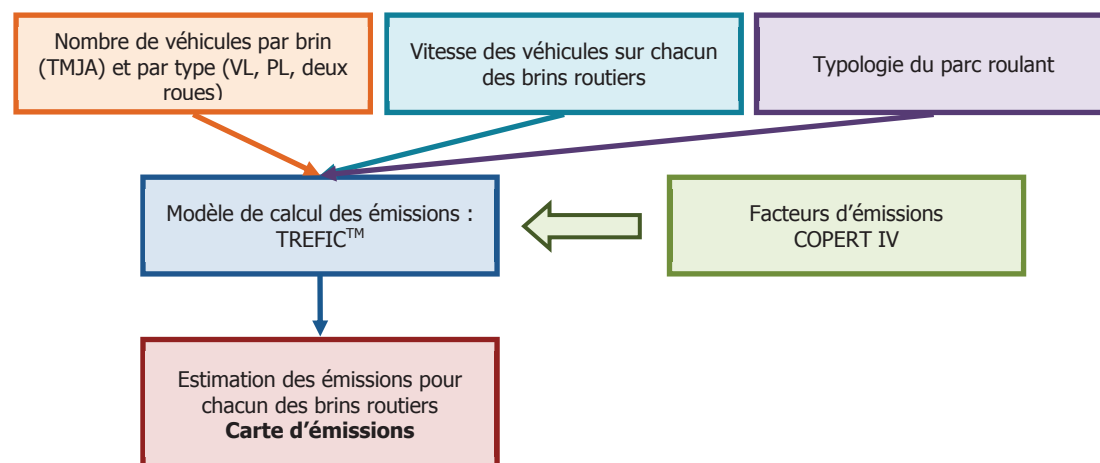 Nombre de véhicules par brin
(TMJA) et par type (VL, PL, deux
roues)
Vitesse des véhicules sur chacun
des brins routiers
Typologie du parc roulant
Modèle de calcul des émissions :
TREFIC™
Facteurs d’émissions
COPERT IV
Estimation des émissions pour
chacun des brins routiers
Carte d’émissions